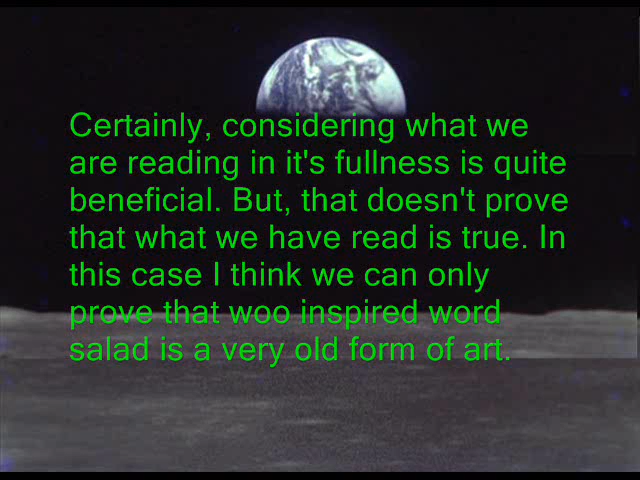 Certainly, considering what we
are reading in it's fullness is quite
beneficial. But, that doesn't prove
that what we have read is true. In
this case I think we can only
prove that woo inspired word
salad is a very old form of art.